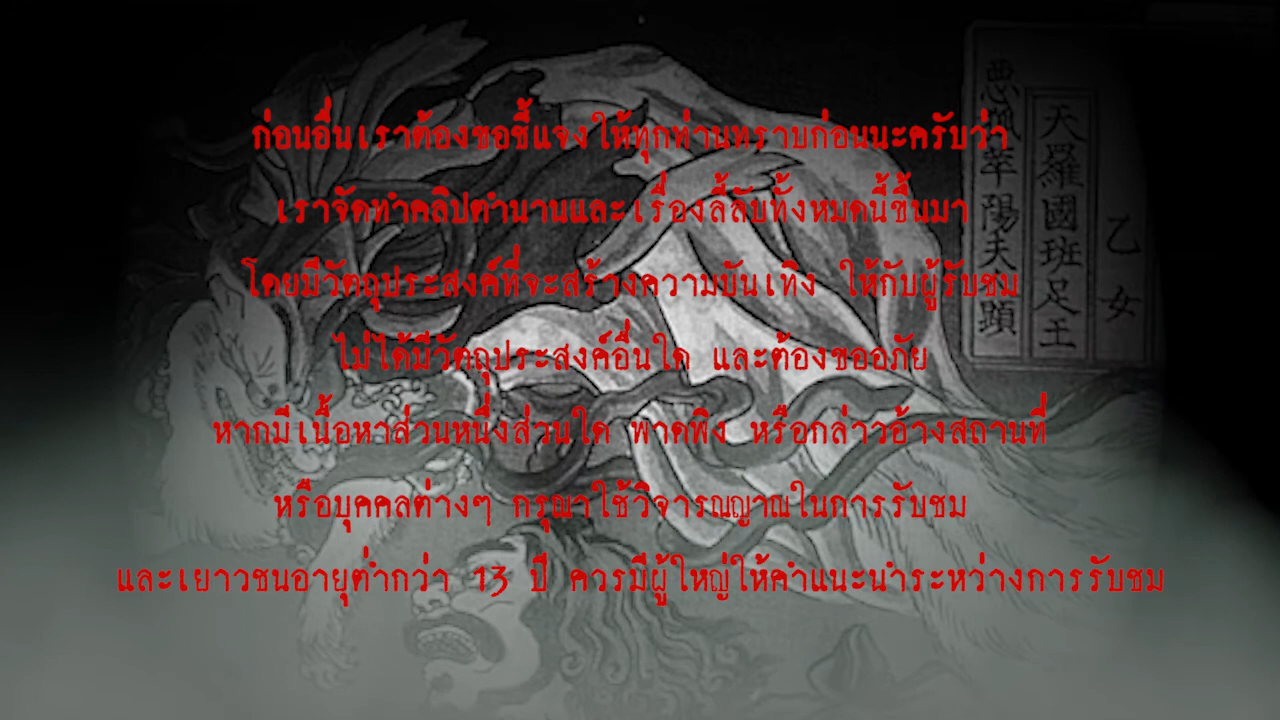 ก่อนอื่นเราต้องขอชี้แจงให้ทุกท่านทราบก่อนนะครับว่า
เราจัดทำคลิปตำนานและเรื่องลี้ลับทั้งหมดนี้ขึ้นมา
โดยมีวัตถุประสงค์ที่จะสร้างความบันเทิง ให้กับผู้รับชม
ไม่ได้มีวัตถุประสงค์อื่นใด และต้องขออภัย
หากมีเนื้อหาส่วนหนึ่งส่วนใด พาดพิง หรือกล่าวอ้างสถานที่
หรือบุคคลต่างๆ กรุณาใช้วิจารณญาณในการรับชม
และเยาวชนอายุต่ำกว่า 13 ปี ควรมีผู้ใหญ่ให้คำแนะนำระหว่างการรับชม
乙女
天羅國班足王
悪 幸陽夫顕